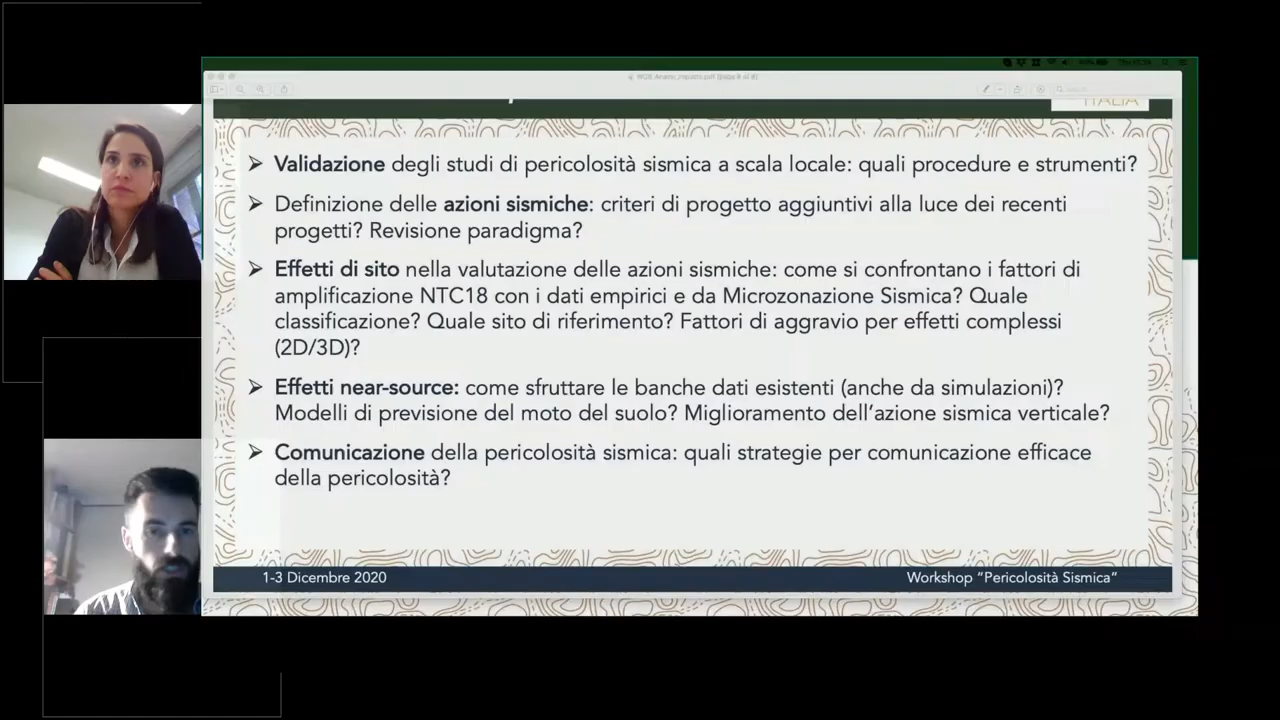 ITALIA
➢ Validazione degli studi di pericolosità sismica a scala locale: quali procedure e strumenti?
➢ Definizione delle azioni sismiche: criteri di progetto aggiuntivi alla luce dei recenti
progetti? Revisione paradigma?
➢ Effetti di sito nella valutazione delle azioni sismiche: come si confrontano i fattori di
amplificazione NTC18 con i dati empirici e da Microzonazione Sismica? Quale
classificazione? Quale sito di riferimento? Fattori di aggravio per effetti complessi
(2D/3D)?
➢ Effetti near-source: come sfruttare le banche dati esistenti (anche da simulazioni)?
Modelli di previsione del moto del suolo? Miglioramento dell’azione sismica verticale?
➢ Comunicazione della pericolosità sismica: quali strategie per comunicazione efficace
della pericolosità?
1-3 Dicembre 2020
Workshop “Pericolosità Sismica“